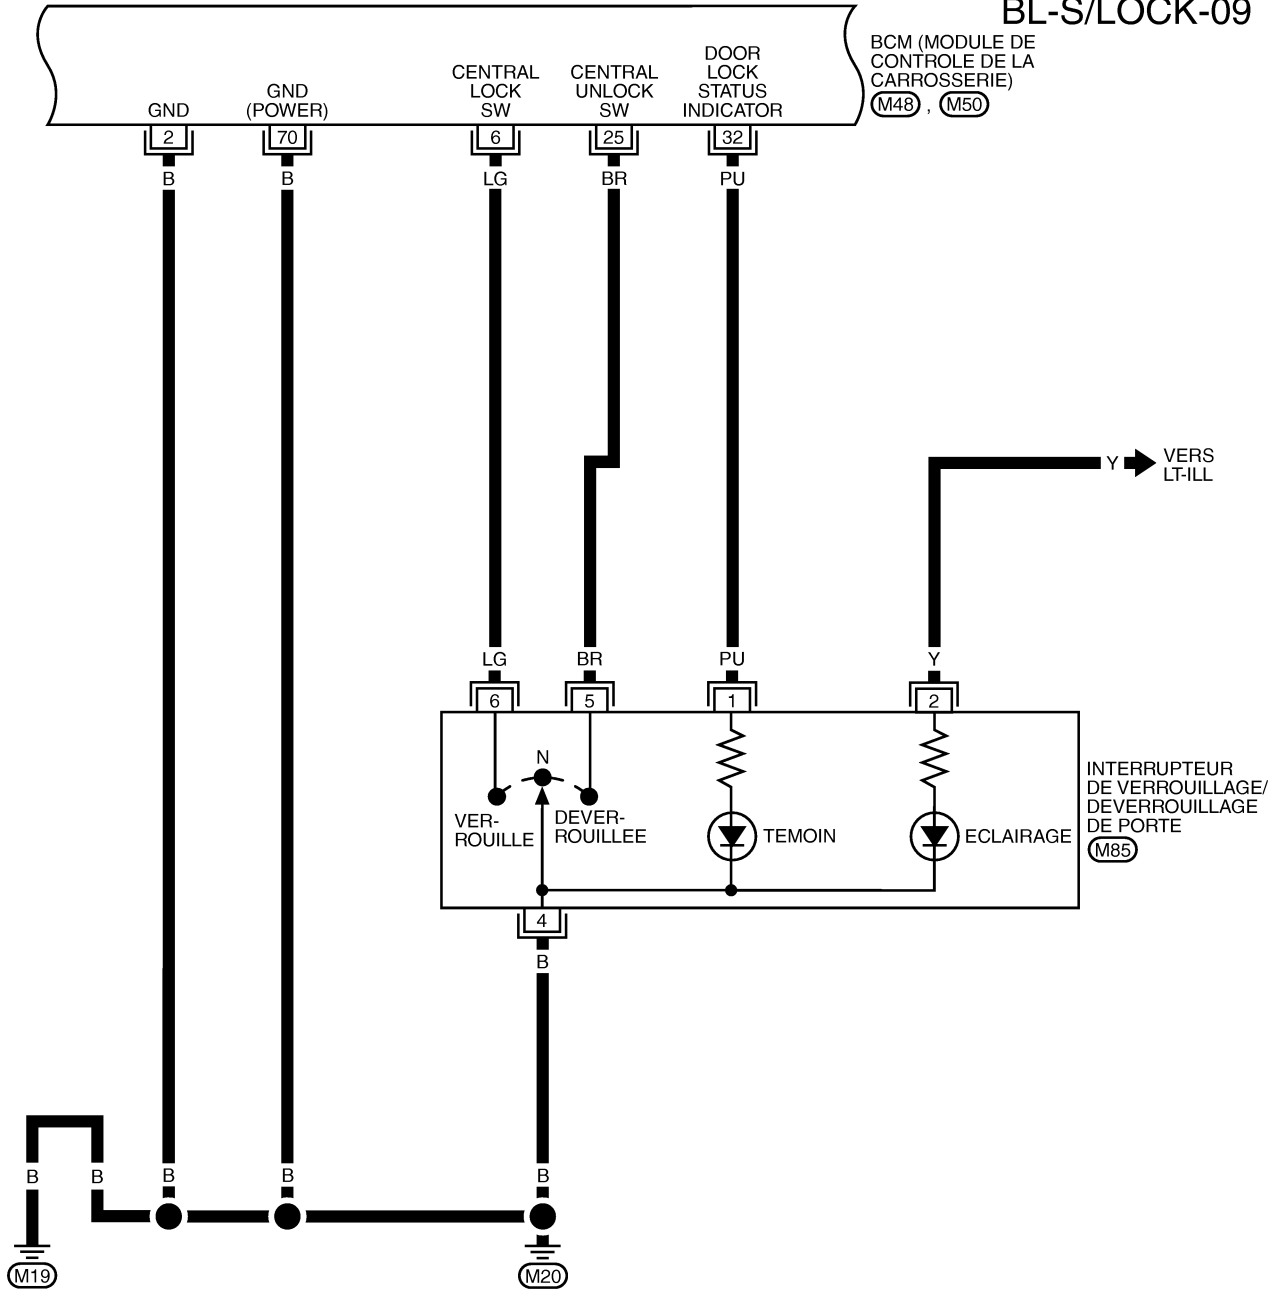 BL-S/LOCK-09
BCM (MODULE DE
CONTROLE DE LA
CARROSSERIE)
M48 , M50
GND
GND
(POWER)
CENTRAL
LOCK
SW
CENTRAL
UNLOCK
SW
DOOR
LOCK
STATUS
INDICATOR
2
70
6
25
32
B
B
LG
BR
PU
Y
VERS
LT-ILL
LG
BR
PU
Y
6
5
1
2
N
VER-
ROUILLE
DEVER-
ROUILLEE
TEMOIN
ECLAIRAGE
INTERRUPTEUR
DE VERROUILLAGE/
DEVERROUILLAGE
DE PORTE
M85
4
B
B
B
B
B
B
M19
M20